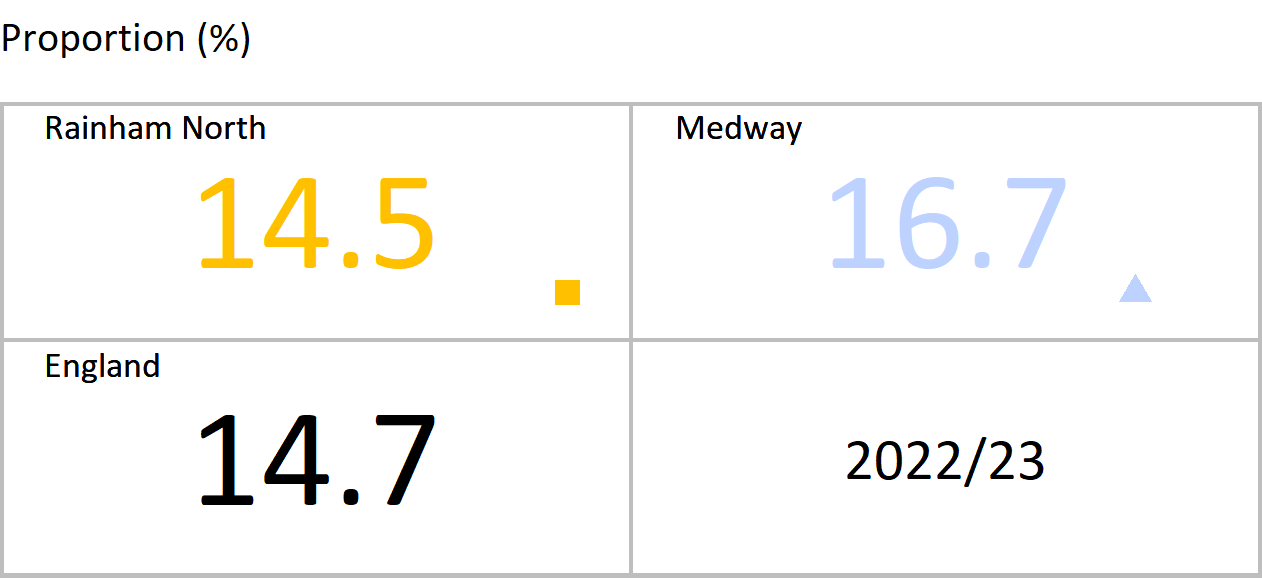 Proportion (%)
Rainham North
14.5
Medway
16.7
England
14.7
2022/23